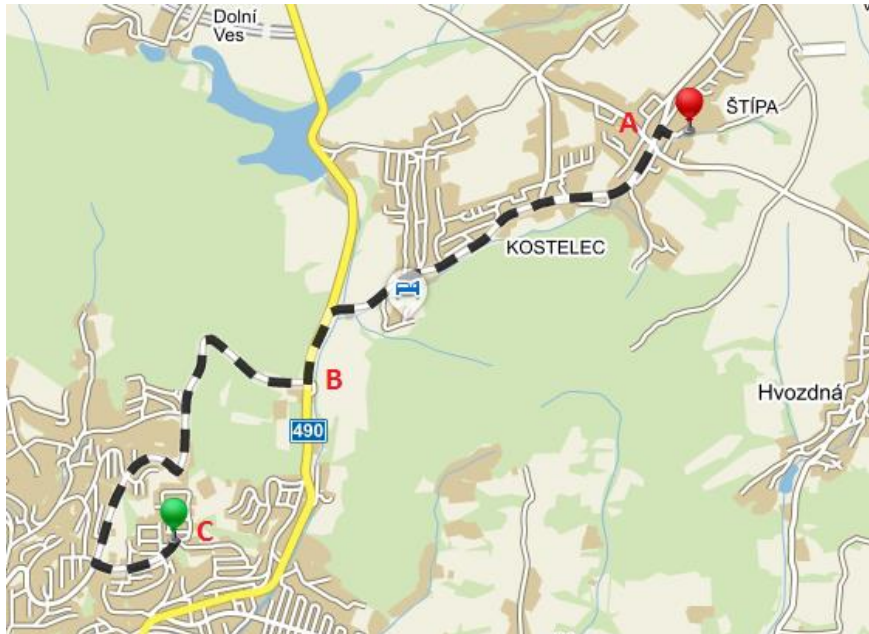 Dolní
Ves
A
ŠTÍPA
KOSTELEC
B
Hvozdná
490
C